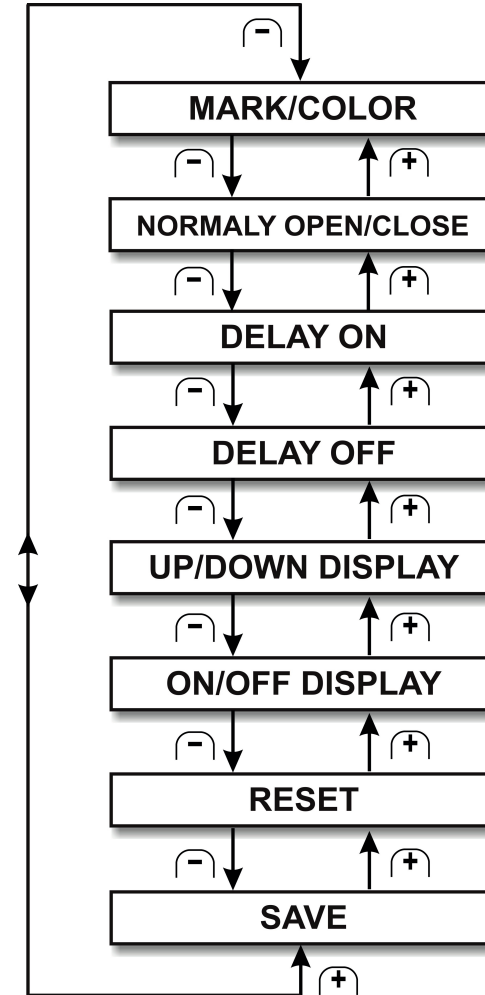 -
MARK/COLOR
- +
NORMALY OPEN/CLOSE
- +
DELAY ON
- +
DELAY OFF
- +
UP/DOWN DISPLAY
- +
ON/OFF DISPLAY
- +
RESET
- +
SAVE
+